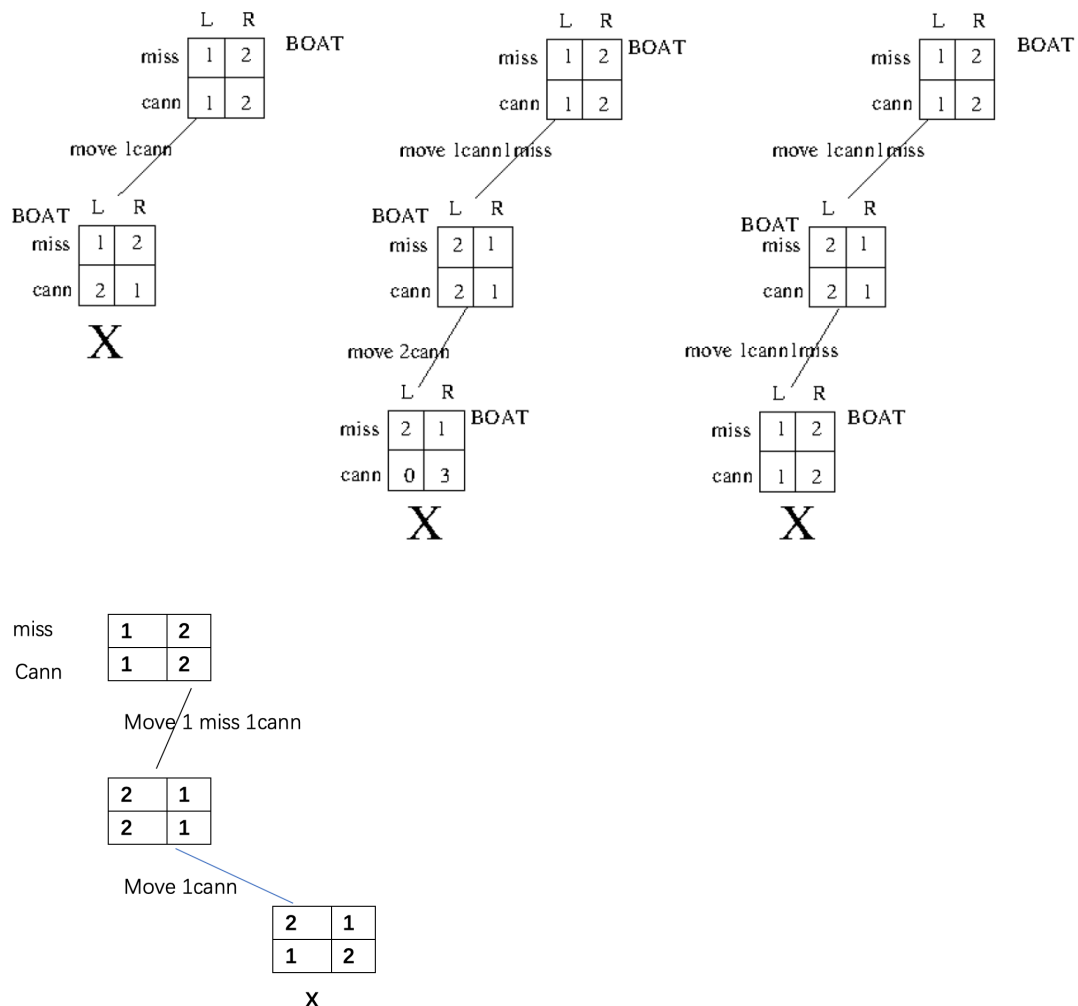 L R
miss 1 2 BOAT
cann 1 2
move 1cann
BOAT L R
miss 1 2
cann 2 1
X
L R
miss 1 2 BOAT
cann 1 2
move 1cann1miss
BOAT L R
miss 2 1
cann 2 1
move 2cann
L R
miss 2 1 BOAT
cann 0 3
X
L R
miss 1 2 BOAT
cann 1 2
move 1cann1miss
L R
BOAT
miss 2 1
cann 2 1
move 1cann1miss
L R
miss 1 2 BOAT
cann 1 2
X
miss 1 2
Cann 1 2
Move 1 miss 1cann
2 1
2 1
Move 1cann
2 1
1 2
X